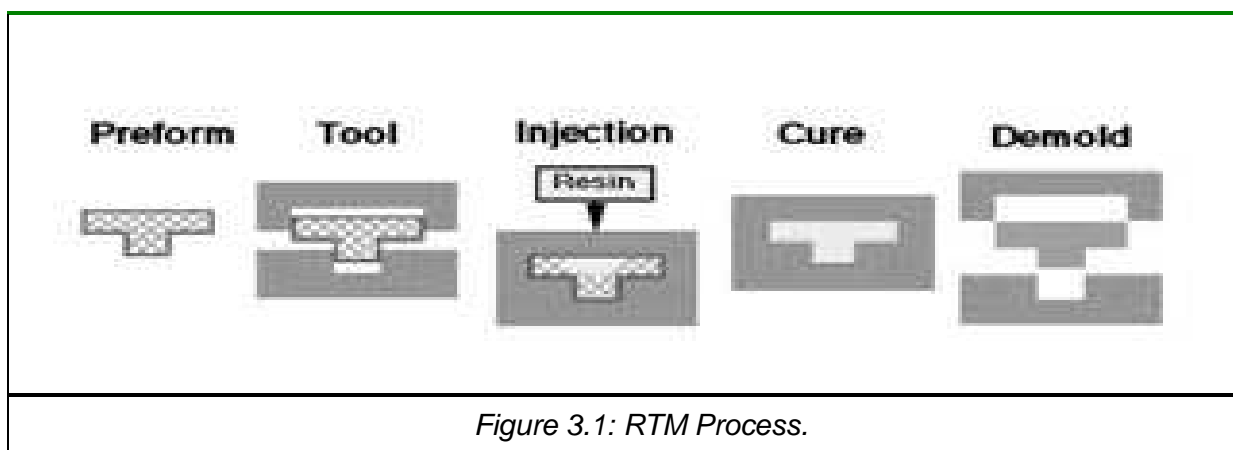 Preform Tool Injection Cure Demold
Resin
Figure 3.1: RTM Process.